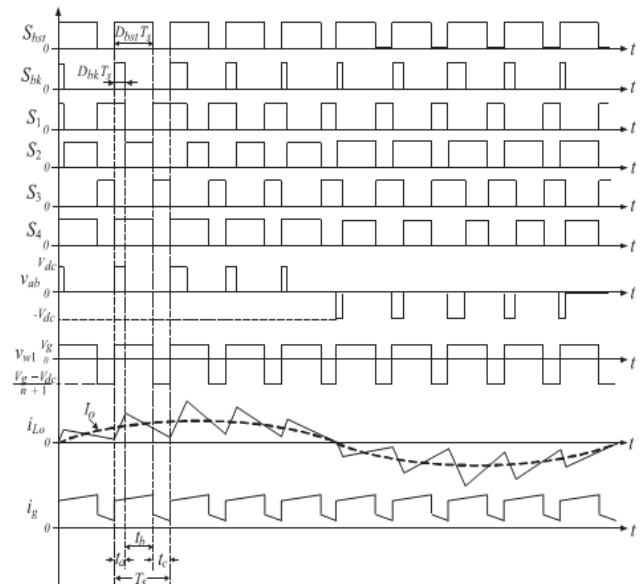 S_bst
0
D_bst T_s
t
S_bk
0
D_bk T_s
t
S_1
0
t
S_2
0
t
S_3
0
t
S_4
0
t
V_dc
v_ab
0
-V_dc
t
v_w1
V_g
0
V_g - V_dc
n + 1
t
I_o
i_Lo
0
t
i_g
0
t
t_b
t_a
t_c
T_s